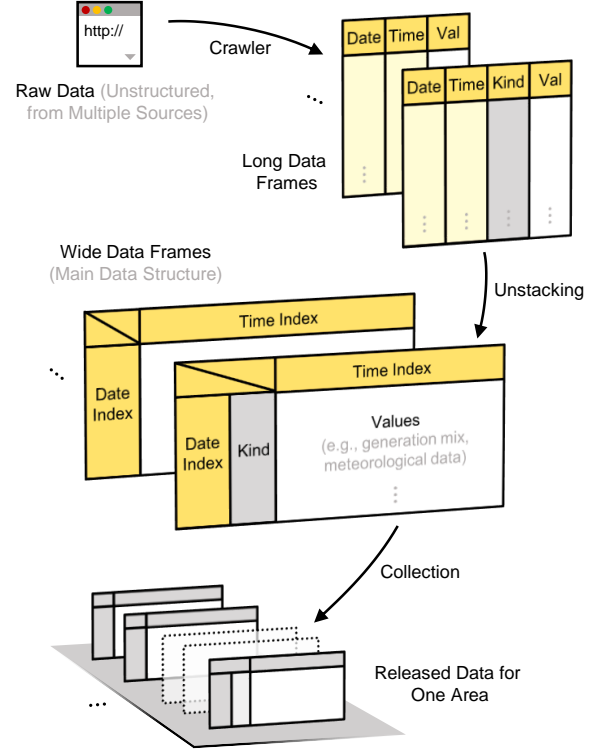 http://
Crawler
Raw Data (Unstructured,
from Multiple Sources)
...
Date Time Val
Date Time Kind Val
Long Data
Frames
Unstacking
Wide Data Frames
(Main Data Structure)
...
Time Index
Date
Index
Time Index
Date
Index
Kind
Values
(e.g., generation mix,
meteorological data)
Collection
Released Data for
One Area
...